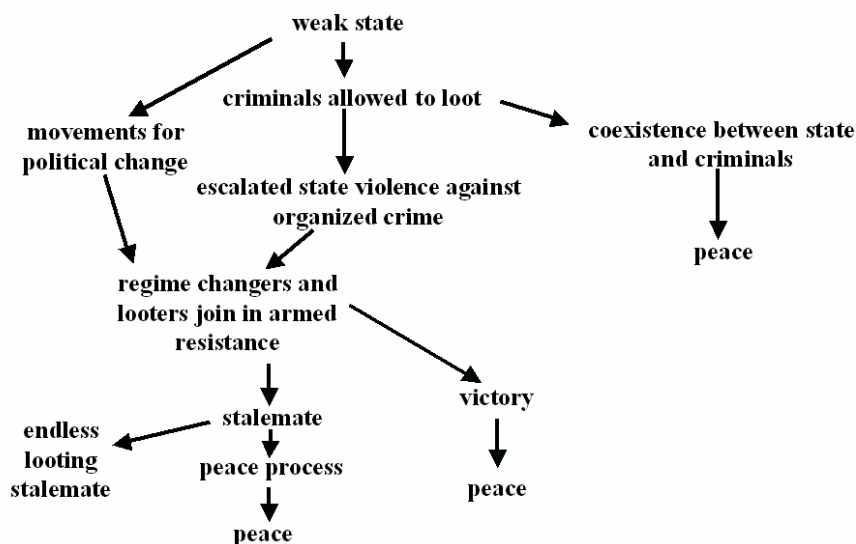 weak state
criminals allowed to loot
movements for
political change
coexistence between state
and criminals
escalated state violence against
organized crime
peace
regime changers and
looters join in armed
resistance
victory
stalemate
endless
looting
stalemate
peace process
peace
peace